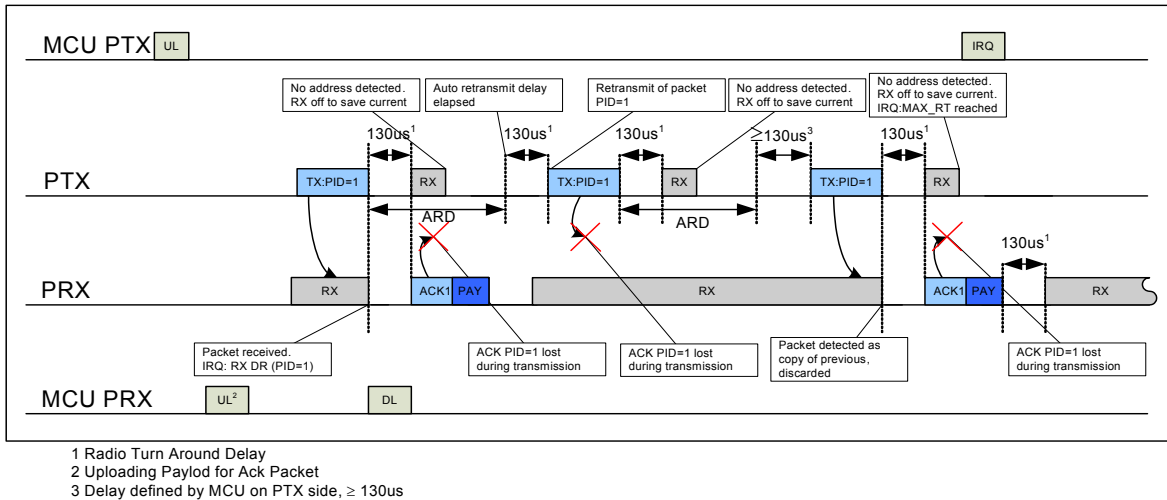 MCU PTX
UL
IRQ
No address detected.
RX off to save current
Auto retransmit delay
elapsed
Retransmit of packet
PID=1
No address detected.
RX off to save current
No address detected.
RX off to save current.
IRQ:MAX_RT reached
130us1
130us1
130us1
≧130us3
130us1
PTX
TX:PID=1
RX
TX:PID=1
RX
TX:PID=1
RX
ARD
ARD
130us1
PRX
RX
ACK1
PAY
RX
ACK1
PAY
RX
Packet received.
IRQ: RX DR (PID=1)
ACK PID=1 lost
during transmission
ACK PID=1 lost
during transmission
Packet detected as
copy of previous,
discarded
ACK PID=1 lost
during transmission
MCU PRX
UL2
DL
1 Radio Turn Around Delay
2 Uploading Paylod for Ack Packet
3 Delay defined by MCU on PTX side, ≥ 130us